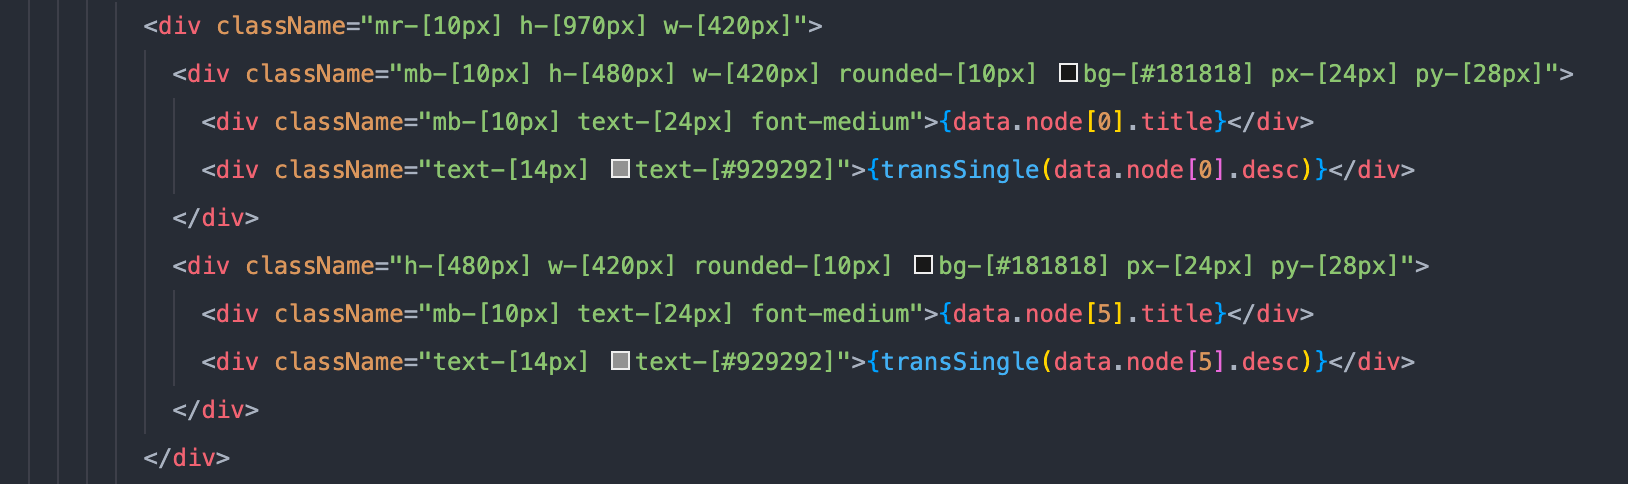 <div className="mr-[10px] h-[970px] w-[420px]">
<div className="mb-[10px] h-[480px] w-[420px] rounded-[10px] bg-[#181818] px-[24px] py-[28px]">
<div className="mb-[10px] text-[24px] font-medium">{data.node[0].title}</div>
<div className="text-[14px] text-[#929292]">{transSingle(data.node[0].desc)}</div>
</div>
<div className="h-[480px] w-[420px] rounded-[10px] bg-[#181818] px-[24px] py-[28px]">
<div className="mb-[10px] text-[24px] font-medium">{data.node[5].title}</div>
<div className="text-[14px] text-[#929292]">{transSingle(data.node[5].desc)}</div>
</div>
</div>